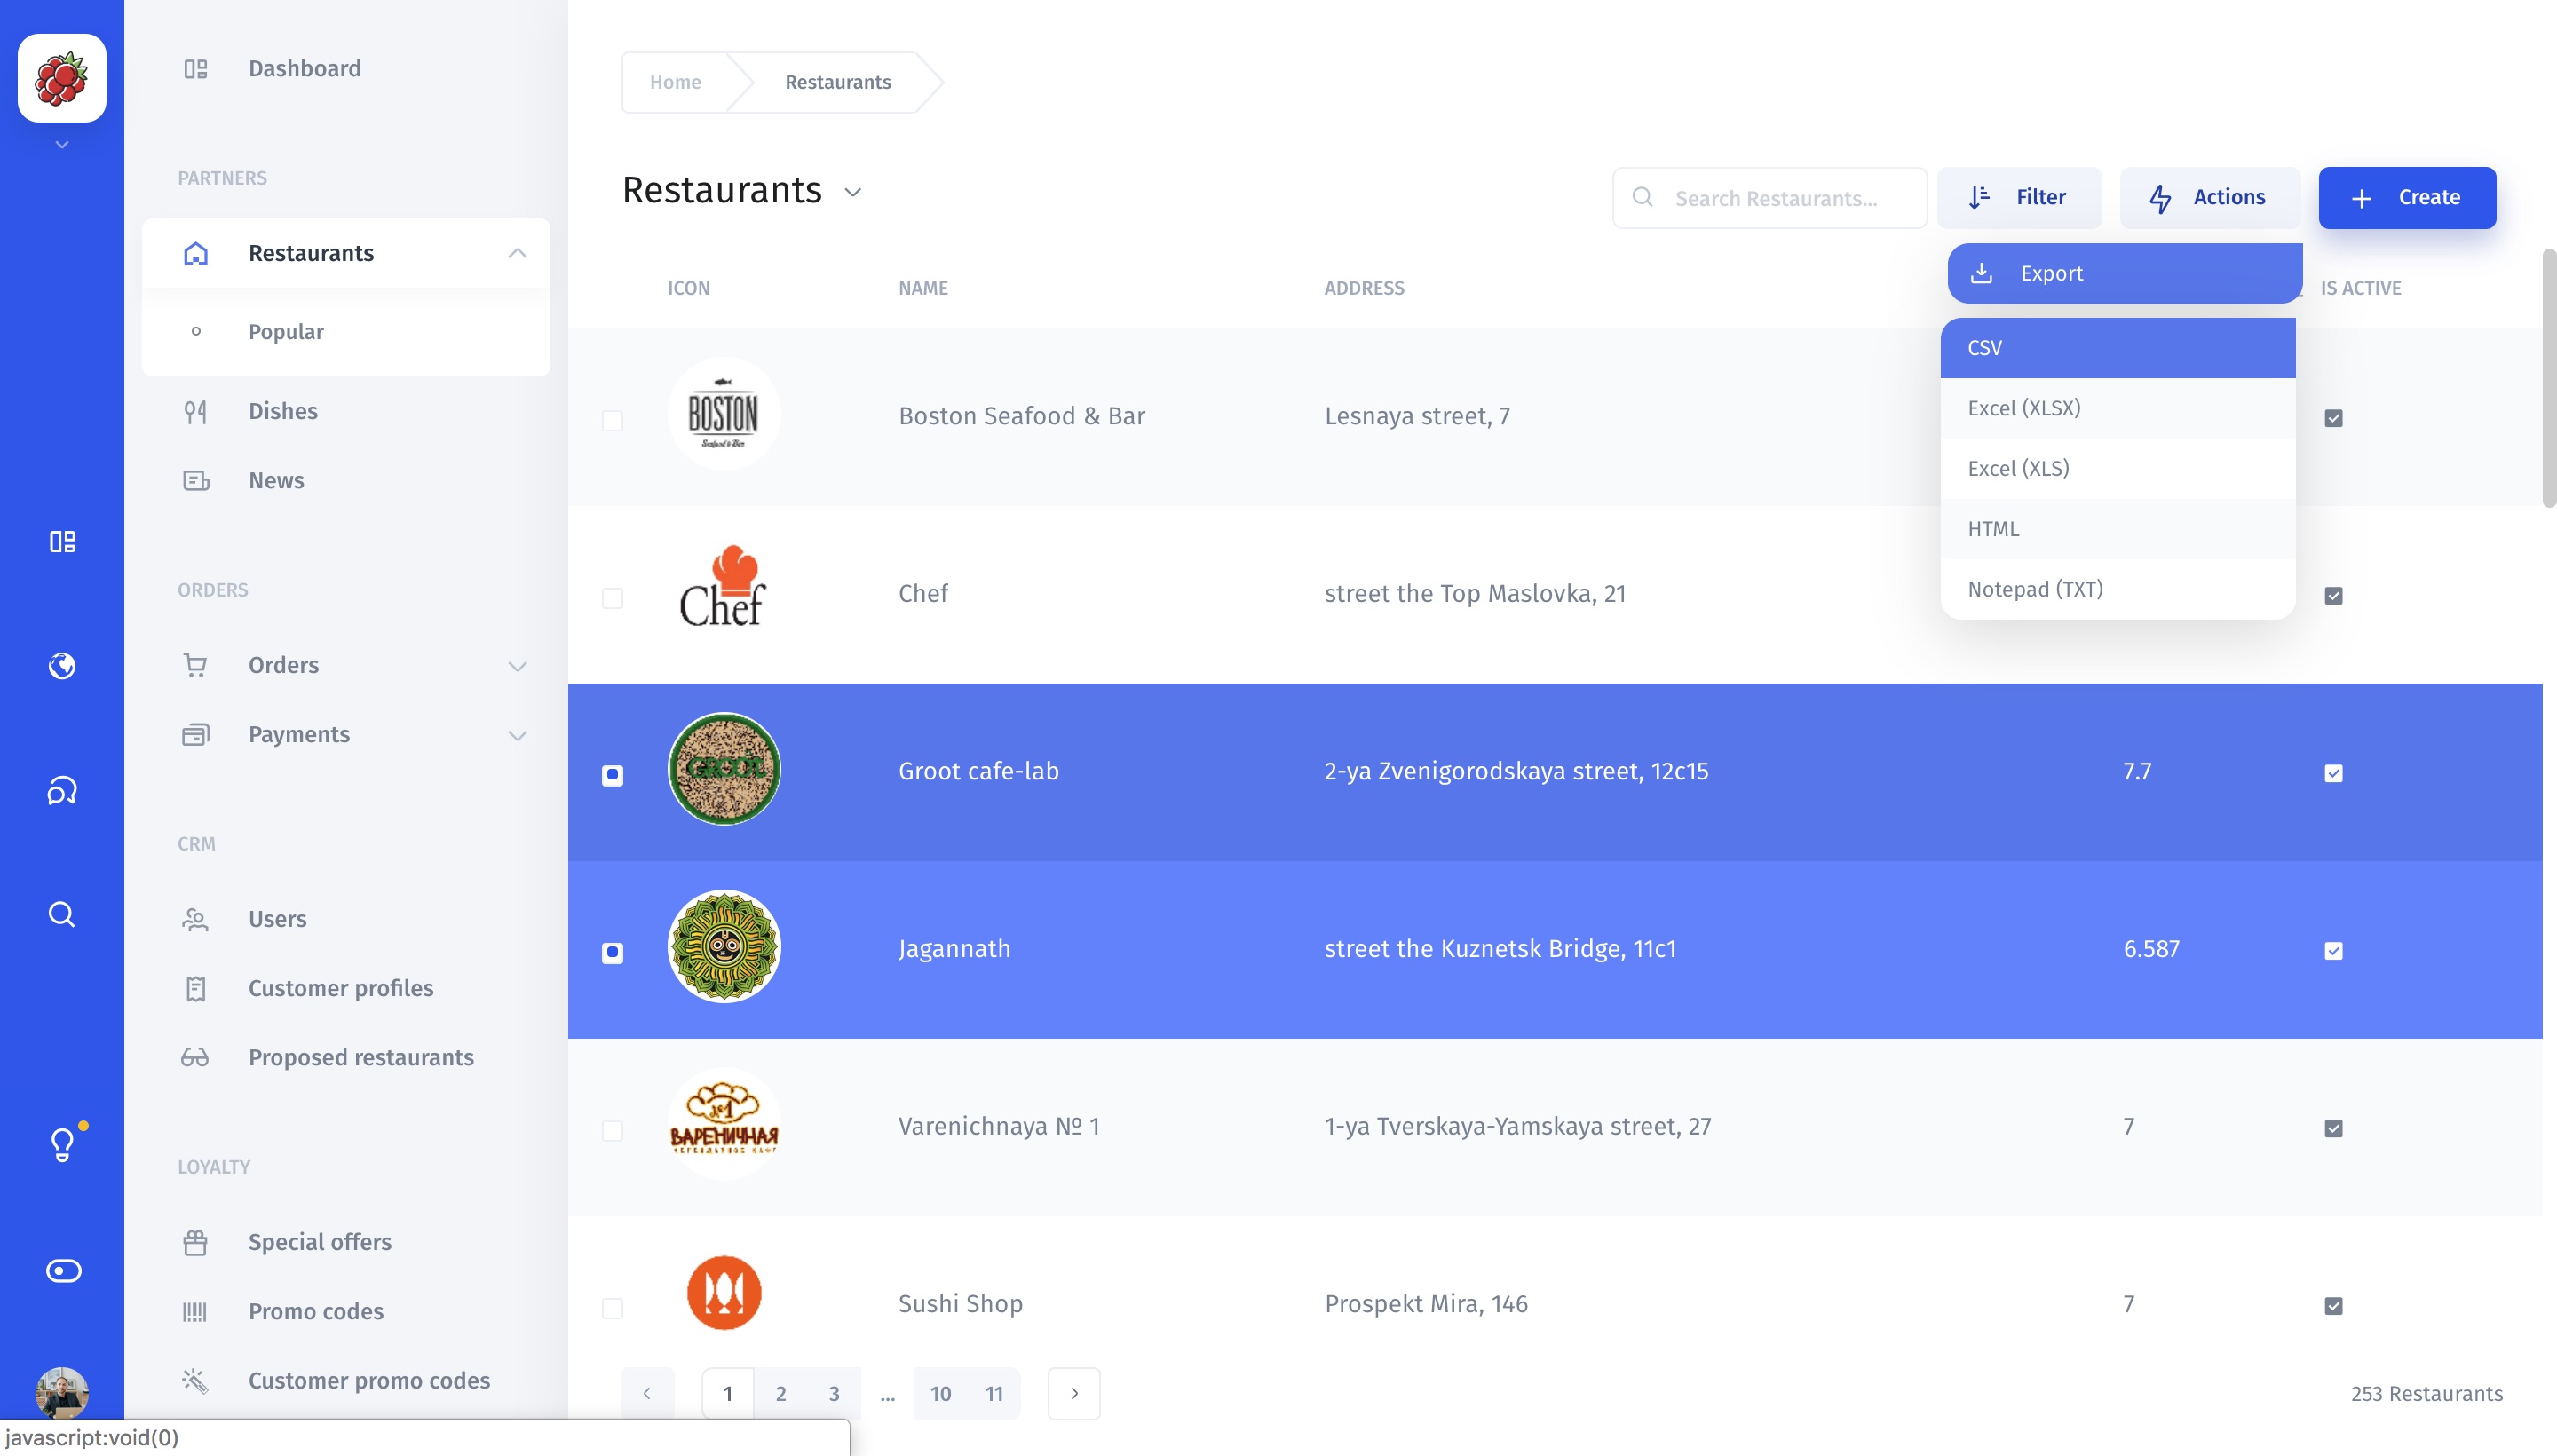 Dashboard
PARTNERS
Restaurants
Popular
Dishes
News
ORDERS
Orders
Payments
CRM
Users
Customer profiles
Proposed restaurants
LOYALTY
Special offers
Promo codes
Customer promo codes
javascript:void(0)
Home
Restaurants
Restaurants
Search Restaurants...
Filter
Actions
Create
Export
CSV
Excel (XLSX)
Excel (XLS)
HTML
Notepad (TXT)
ICON NAME ADDRESS IS ACTIVE
BOSTON
Seafood & Bar
Boston Seafood & Bar Lesnaya street, 7
Chef
Chef street the Top Maslovka, 21
GROOT
Groot cafe-lab 2-ya Zvenigorodskaya street, 12c15 7.7
Jagannath street the Kuznetsk Bridge, 11c1 6.587
№1
ВАРЕНИЧНАЯ
Varenichnaya № 1 1-ya Tverskaya-Yamskaya street, 27 7
Sushi Shop Prospekt Mira, 146 7
1 2 3 ... 10 11
253 Restaurants